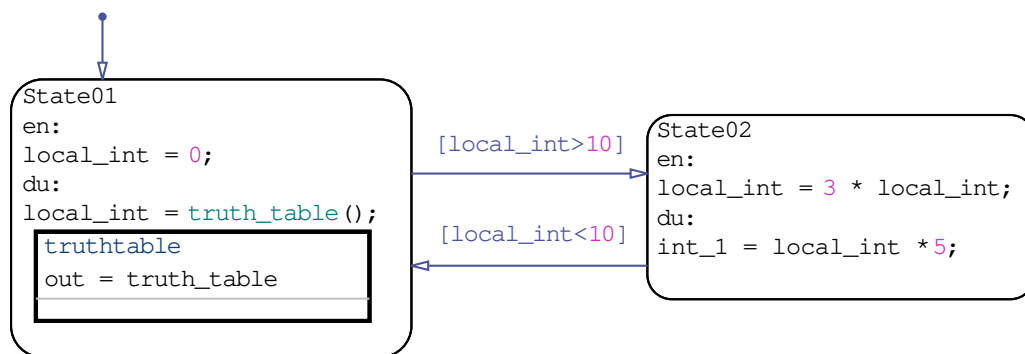 State01
en:
local_int = 0;
du:
local_int = truth_table();
truthtable
out = truth_table
[local_int>10]
[local_int<10]
State02
en:
local_int = 3 * local_int;
du:
int_1 = local_int *5;